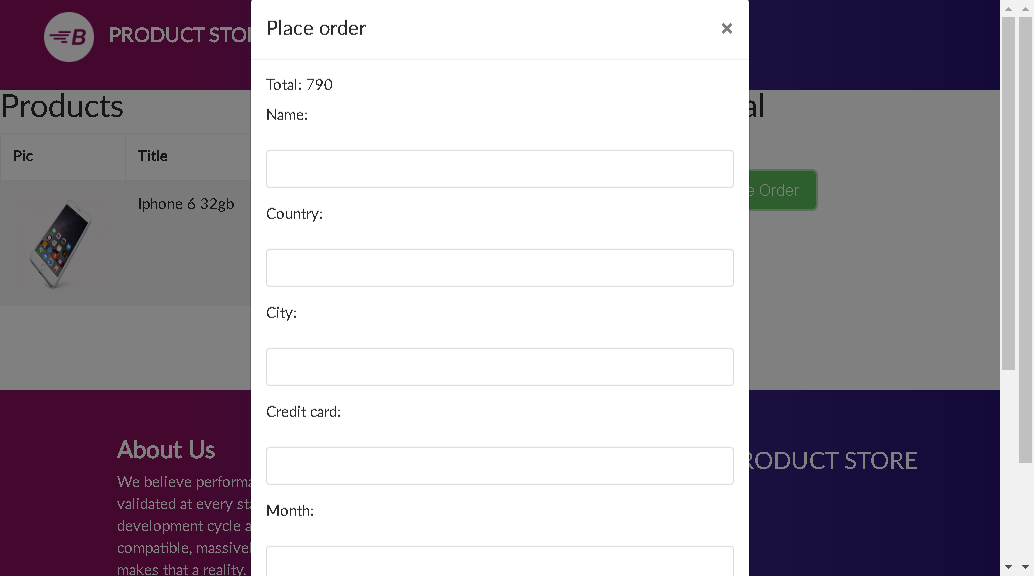 PRODUCT STO
Place order
×
Products
al
Total: 790
Name:
Pic
Title
Iphone 6 32gb
e Order
Country:
City:
Credit card:
Month:
About Us
We believe performa
validated at every sta
development cycle a
compatible, massivel
makes that a reality.
RODUCT STORE